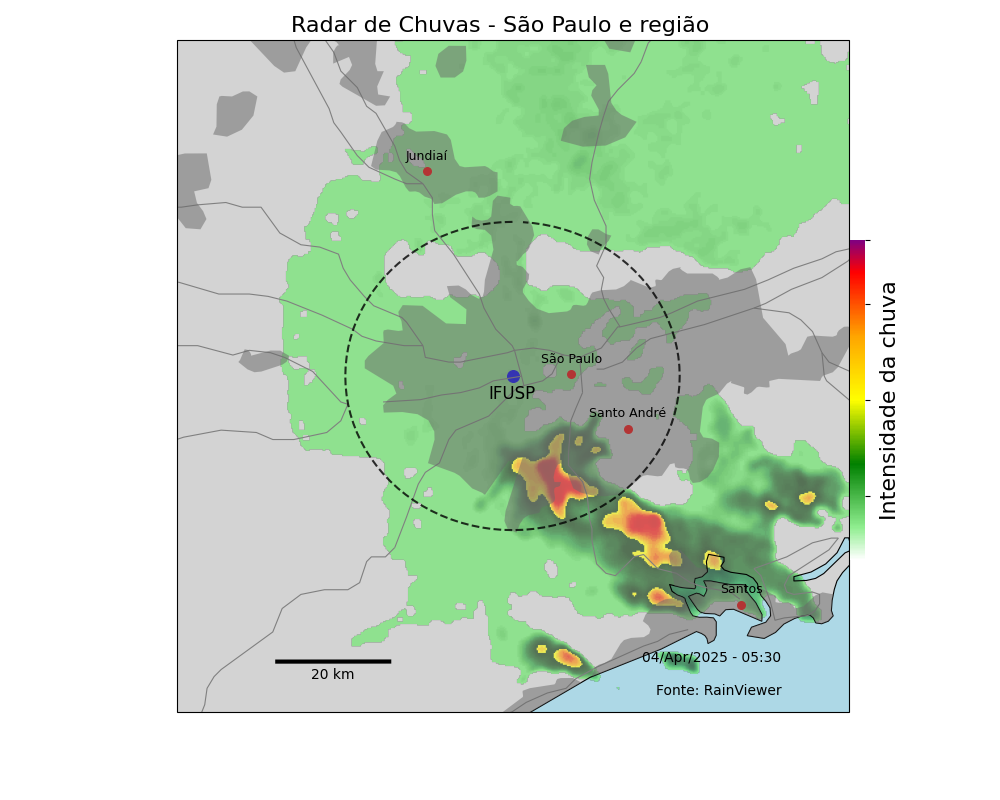 Radar de Chuvas - São Paulo e região
Jundiaí
São Paulo
IFUSP
Santo André
Intensidade da chuva
Santos
20 km
04/Apr/2025 - 05:30
Fonte: RainViewer